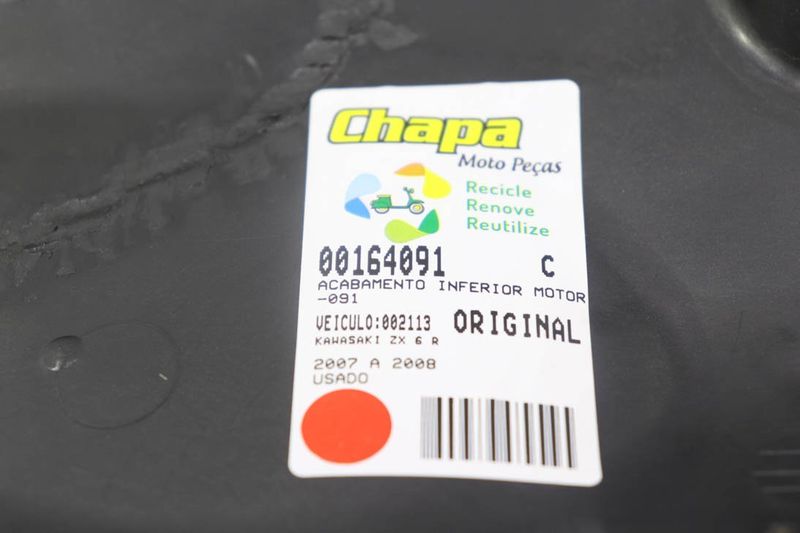 Chapa
Moto Peças
Recicle
Renove
Reutilize
00164091 C
ACABAMENTO INFERIOR MOTOR
-091
VEICULO:002113 ORIGINAL
KAWASAKI ZX 6 R
2007 A 2008
USADO